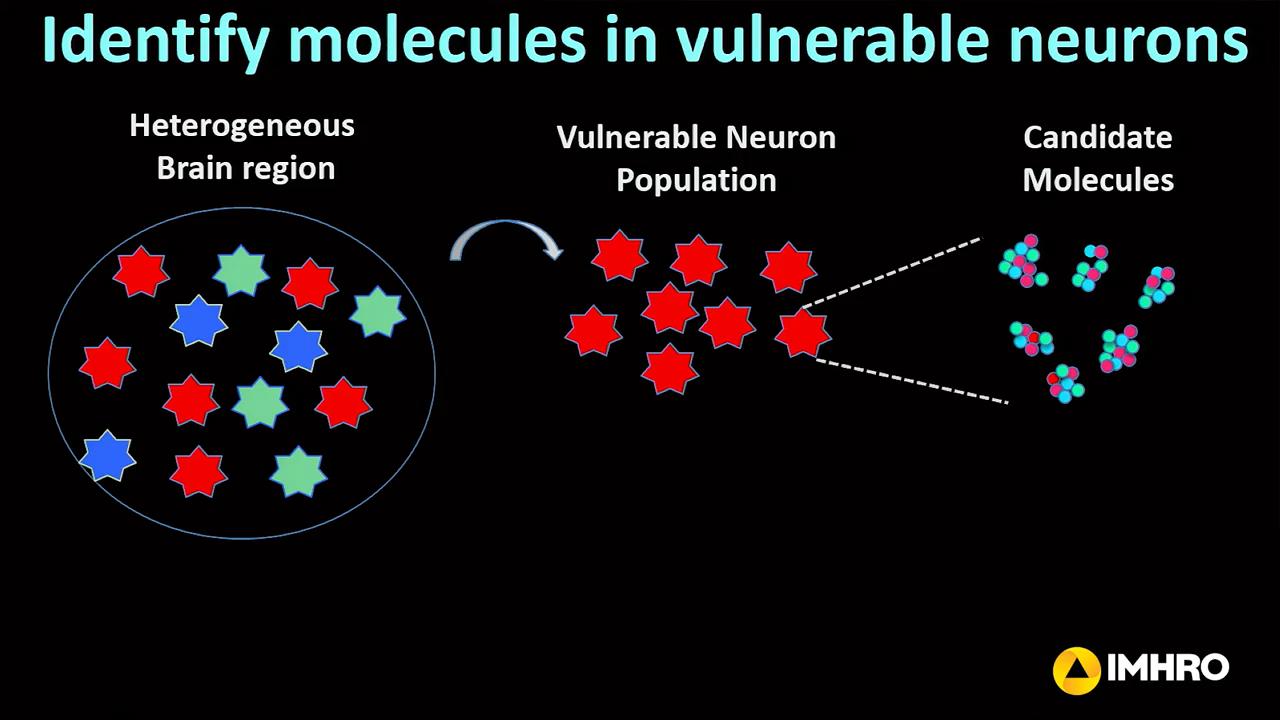 Identify molecules in vulnerable neurons
Heterogeneous
Brain region
Vulnerable Neuron
Population
Candidate
Molecules
IMHRO